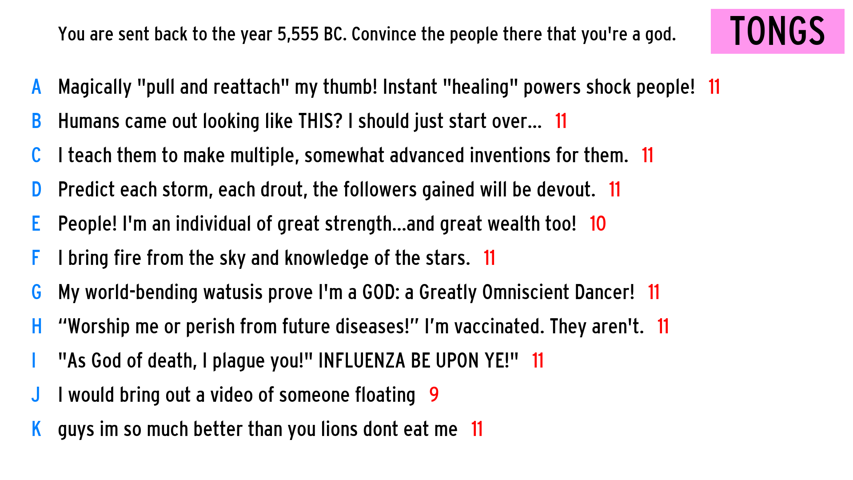 You are sent back to the year 5,555 BC. Convince the people there that you're a god.
TONGS
A Magically "pull and reattach" my thumb! Instant "healing" powers shock people! 11
B Humans came out looking like THIS? I should just start over... 11
C I teach them to make multiple, somewhat advanced inventions for them. 11
D Predict each storm, each drout, the followers gained will be devout. 11
E People! I'm an individual of great strength...and great wealth too! 10
F I bring fire from the sky and knowledge of the stars. 11
G My world-bending watusis prove I'm a GOD: a Greatly Omniscient Dancer! 11
H “Worship me or perish from future diseases!” I’m vaccinated. They aren't. 11
I "As God of death, I plague you!" INFLUENZA BE UPON YE!" 11
J I would bring out a video of someone floating 9
K guys im so much better than you lions dont eat me 11